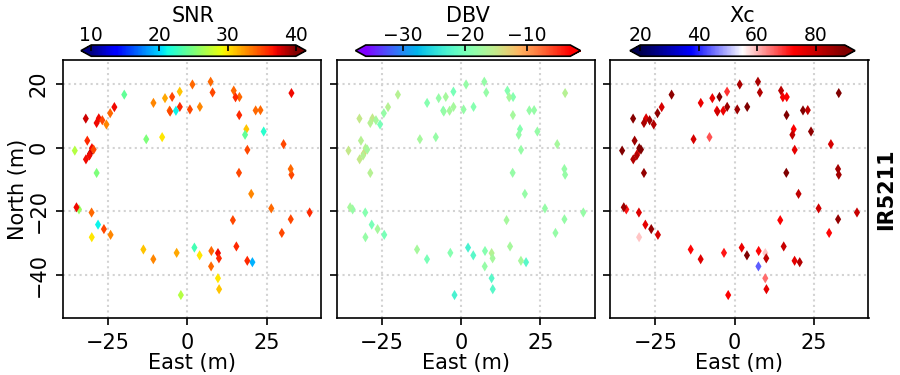 SNR DBV Xc
10 20 30 40 −30 −20 −10 20 40 60 80
20
0
−20
−40
North (m)
−25 0 25 −25 0 25 −25 0 25
East (m) East (m) East (m)
IR5211